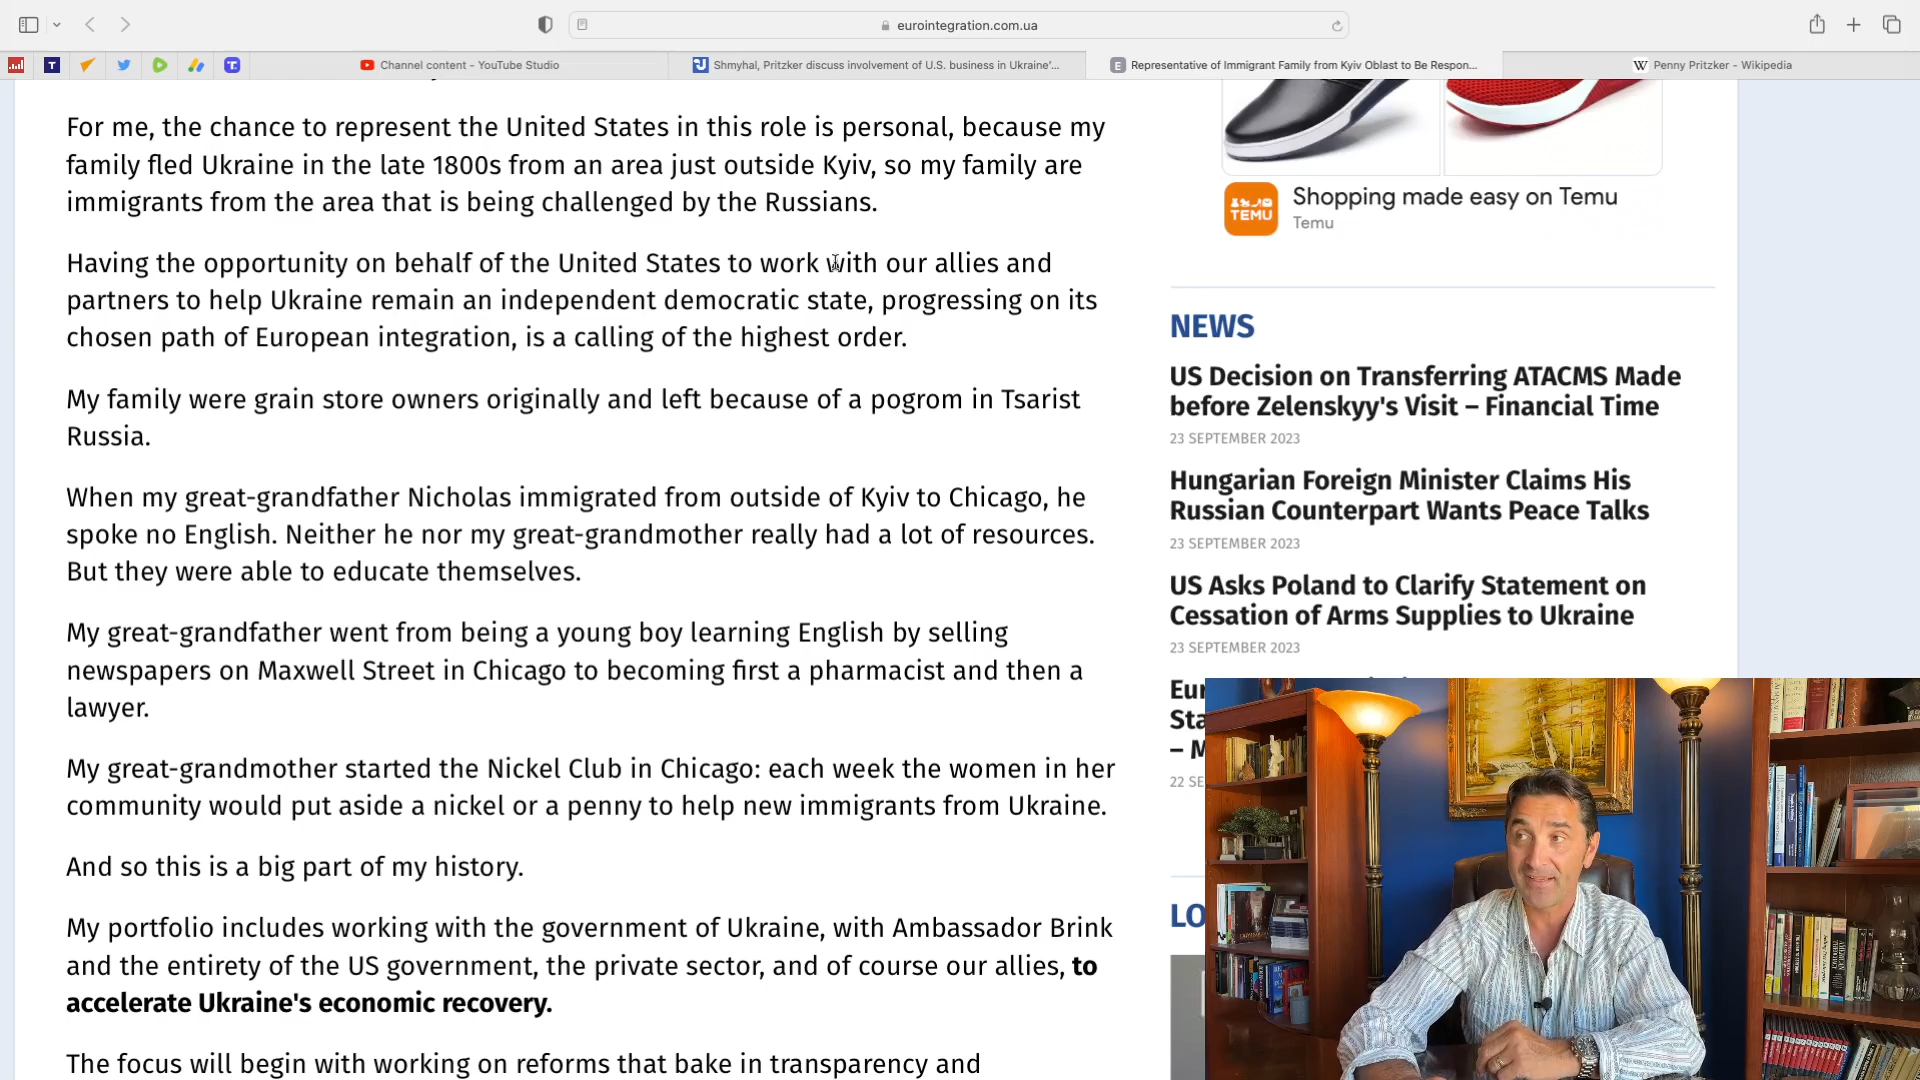 eurointegration.com.ua
Channel content - YouTube Studio
Shmyhal, Pritzker discuss involvement of U.S. business in Ukraine'...
Representative of Immigrant Family from Kyiv Oblast to Be Respon...
Penny Pritzker - Wikipedia
For me, the chance to represent the United States in this role is personal, because my
family fled Ukraine in the late 1800s from an area just outside Kyiv, so my family are
immigrants from the area that is being challenged by the Russians.
Having the opportunity on behalf of the United States to work with our allies and
partners to help Ukraine remain an independent democratic state, progressing on its
chosen path of European integration, is a calling of the highest order.
My family were grain store owners originally and left because of a pogrom in Tsarist
Russia.
When my great-grandfather Nicholas immigrated from outside of Kyiv to Chicago, he
spoke no English. Neither he nor my great-grandmother really had a lot of resources.
But they were able to educate themselves.
My great-grandfather went from being a young boy learning English by selling
newspapers on Maxwell Street in Chicago to becoming first a pharmacist and then a
lawyer.
My great-grandmother started the Nickel Club in Chicago: each week the women in her
community would put aside a nickel or a penny to help new immigrants from Ukraine.
And so this is a big part of my history.
My portfolio includes working with the government of Ukraine, with Ambassador Brink
and the entirety of the US government, the private sector, and of course our allies, to
accelerate Ukraine's economic recovery.
The focus will begin with working on reforms that bake in transparency and
TEMU
Shopping made easy on Temu
Temu
NEWS
US Decision on Transferring ATACMS Made
before Zelenskyy's Visit – Financial Time
23 SEPTEMBER 2023
Hungarian Foreign Minister Claims His
Russian Counterpart Wants Peace Talks
23 SEPTEMBER 2023
US Asks Poland to Clarify Statement on
Cessation of Arms Supplies to Ukraine
23 SEPTEMBER 2023
Eur
Sta
– M
22 SE
LO